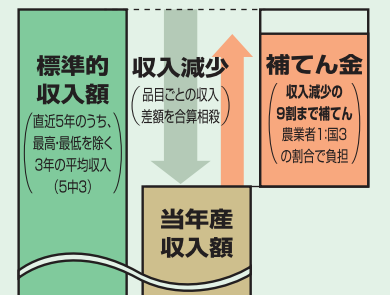 標準的
収入額
(直近5年のうち、
最高・最低を除く
3年の平均収入
(5中3))
収入減少
(品目ごとの収入
差額を合算相殺)
補てん金
(収入減少の
9割まで補てん
農業者1:国3
の割合で負担)
当年産
収入額